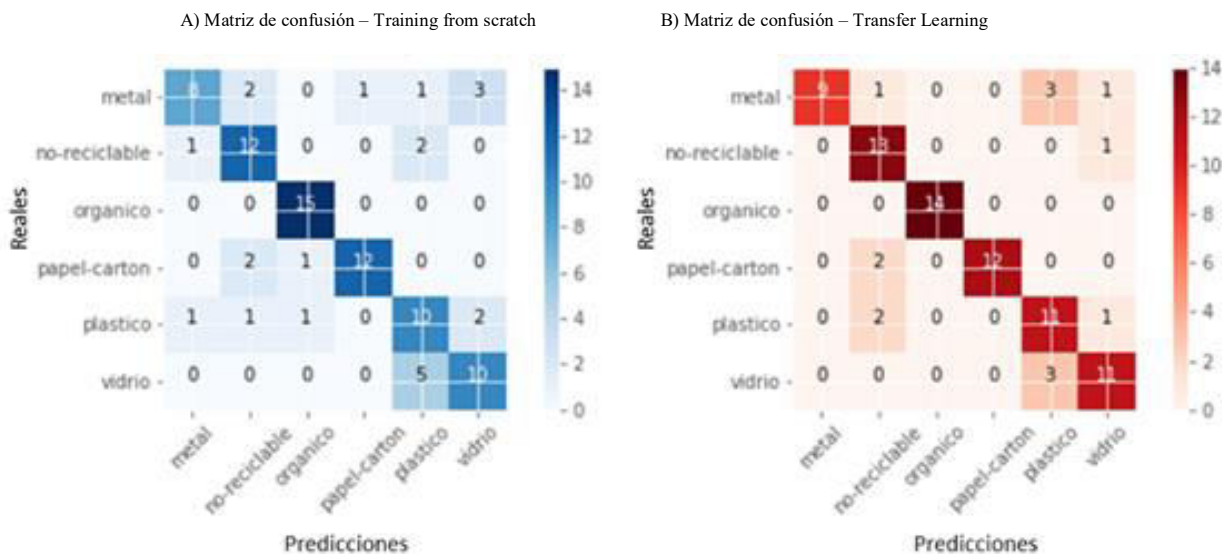 A) Matriz de confusión – Training from scratch
B) Matriz de confusión – Transfer Learning
Reales
metal 8 2 0 1 1 3
no-reciclable 1 12 0 0 2 0
organico 0 0 15 0 0 0
papel-carton 0 2 1 12 0 0
plastico 1 1 1 0 10 2
vidrio 0 0 0 0 5 10
metal
no-reciclable
organico
papel-carton
plastico
vidrio
Predicciones
14
12
10
8
6
4
2
0
Reales
metal 9 1 0 0 3 1
no-reciclable 0 13 0 0 0 1
organico 0 0 14 0 0 0
papel-carton 0 2 0 12 0 0
plastico 0 2 0 0 11 1
vidrio 0 0 0 0 3 11
metal
no-reciclable
organico
papel-carton
plastico
vidrio
Predicciones
14
12
10
8
6
4
2
0